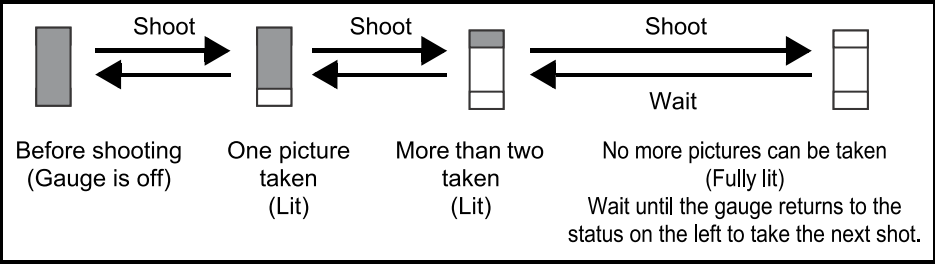 Shoot
Shoot
Shoot
Wait
Before shooting
(Gauge is off)
One picture
taken
(Lit)
More than two
taken
(Lit)
No more pictures can be taken
(Fully lit)
Wait until the gauge returns to the
status on the left to take the next shot.